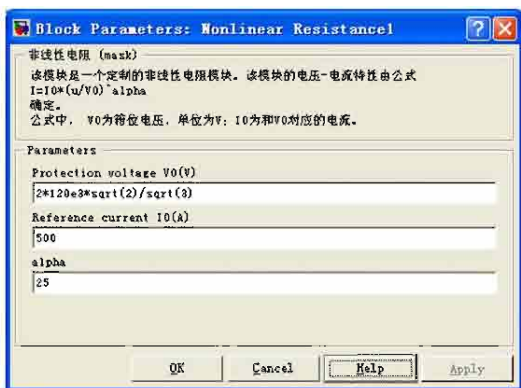 Block Parameters: Nonlinear Resistance1
非线性电阻 (mask)
该模块是一个定制的非线性电阻模块。该模块的电压-电流特性由公式
I=I0*(u/V0)^alpha
确定。
公式中， V0为箝位电压，单位为V；I0为和V0对应的电流。
Parameters
Protection voltage V0(V)
2*120e3*sqrt(2)/sqrt(3)
Reference current I0(A)
500
alpha
25
OK Cancel Help Apply